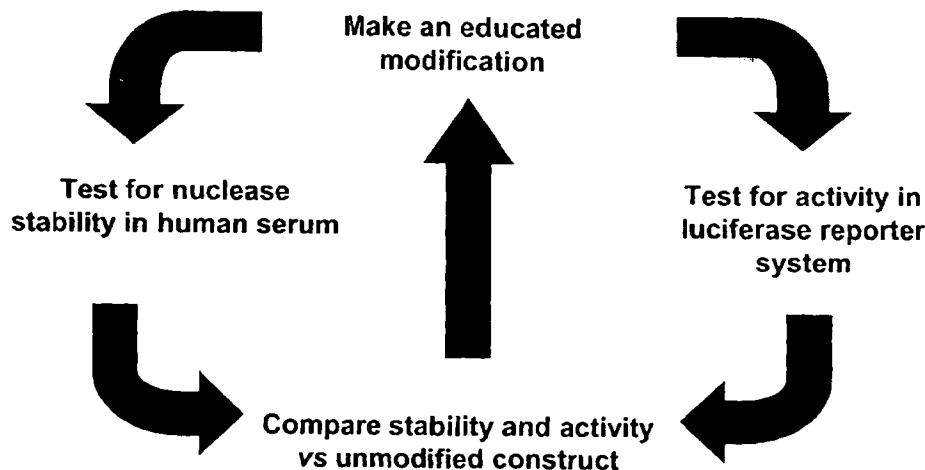 Make an educated
modification
Test for nuclease
stability in human serum
Test for activity in
luciferase reporter
system
Compare stability and activity
vs unmodified construct